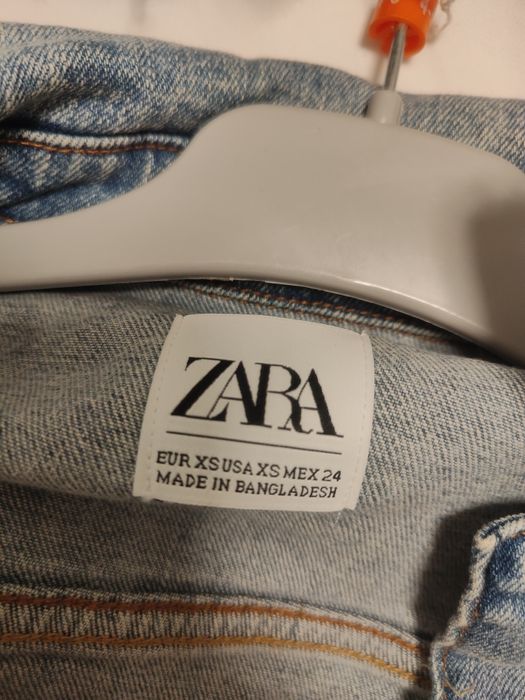 ZARA
EUR XS USA XS MEX 24
MADE IN BANGLADESH